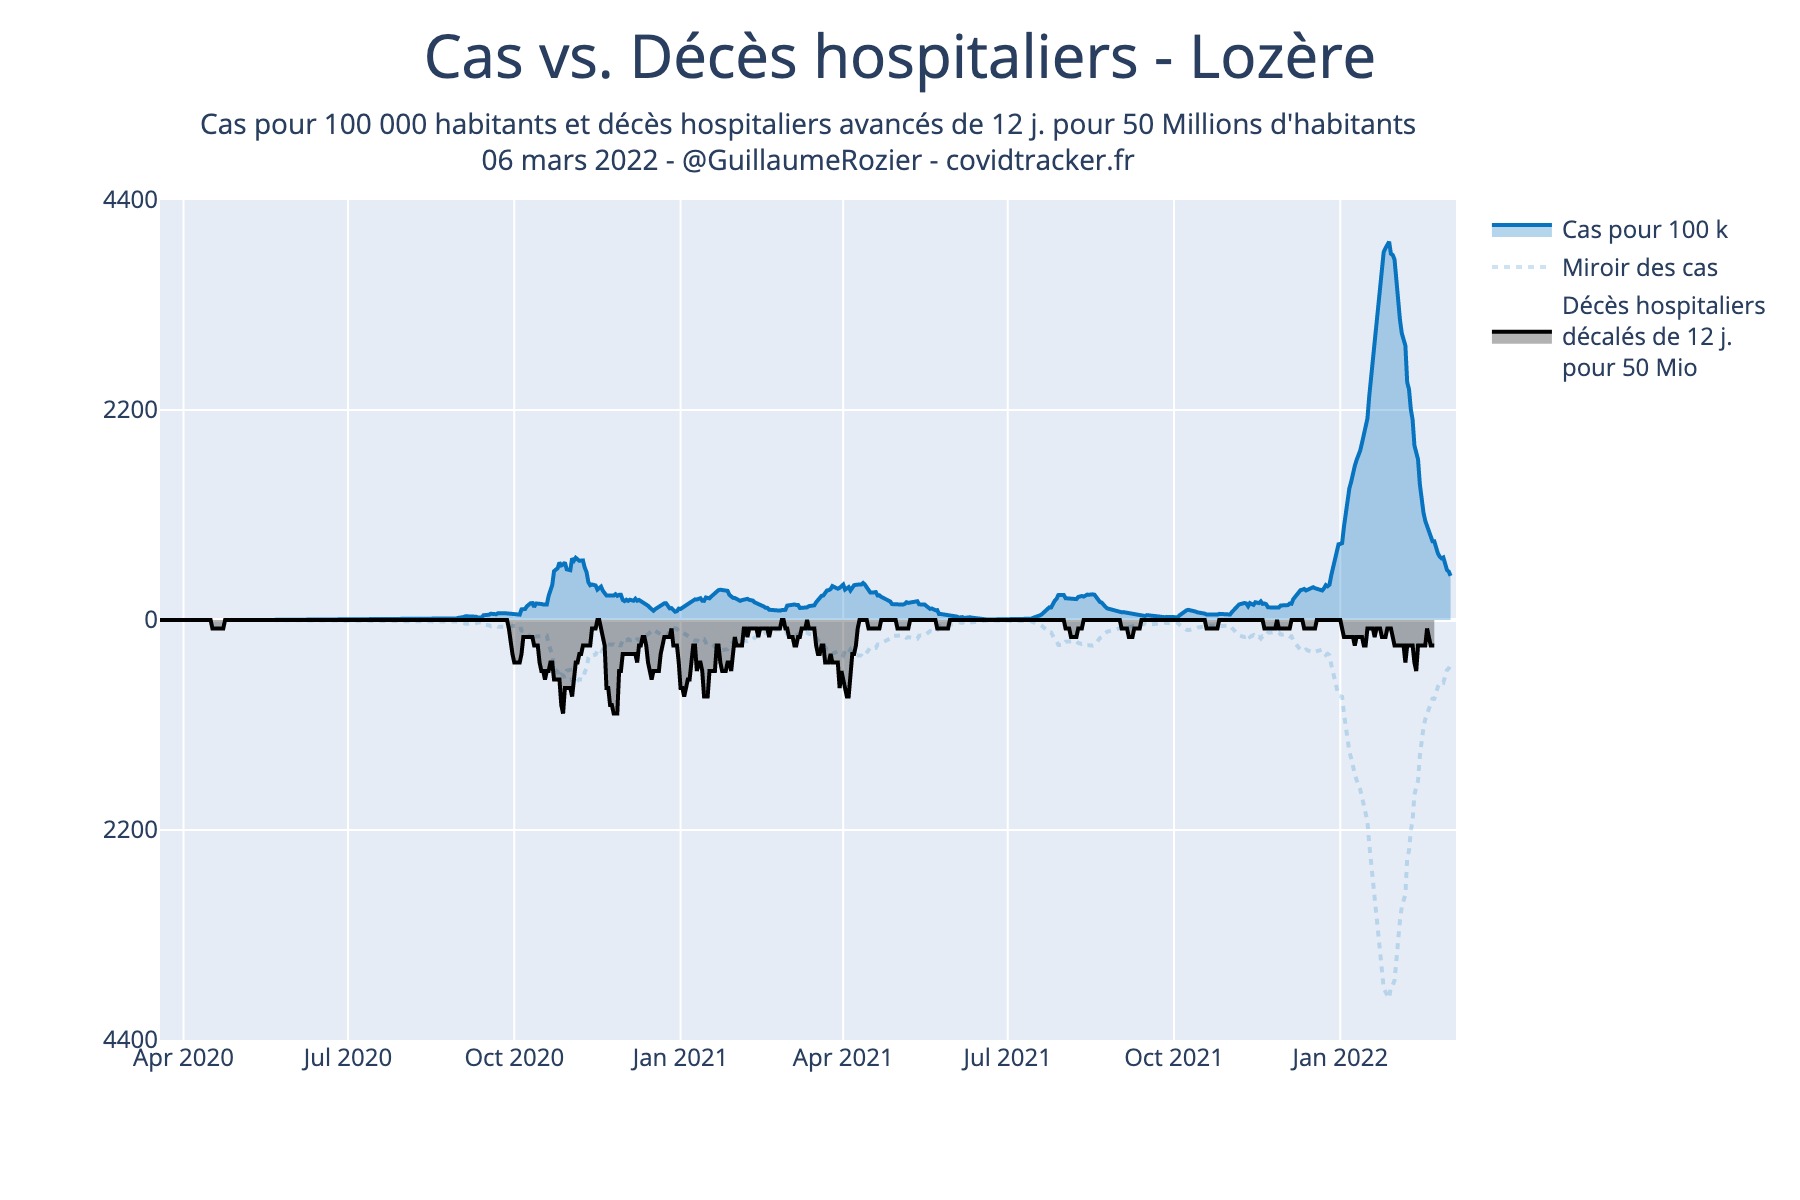 Cas vs. Décès hospitaliers - Lozère
Cas pour 100 000 habitants et décès hospitaliers avancés de 12 j. pour 50 Millions d'habitants
06 mars 2022 - @GuillaumeRozier - covidtracker.fr
4400
2200
0
2200
4400
Apr 2020
Jul 2020
Oct 2020
Jan 2021
Apr 2021
Jul 2021
Oct 2021
Jan 2022
Cas pour 100 k
Miroir des cas
Décès hospitaliers
décalés de 12 j.
pour 50 Mio